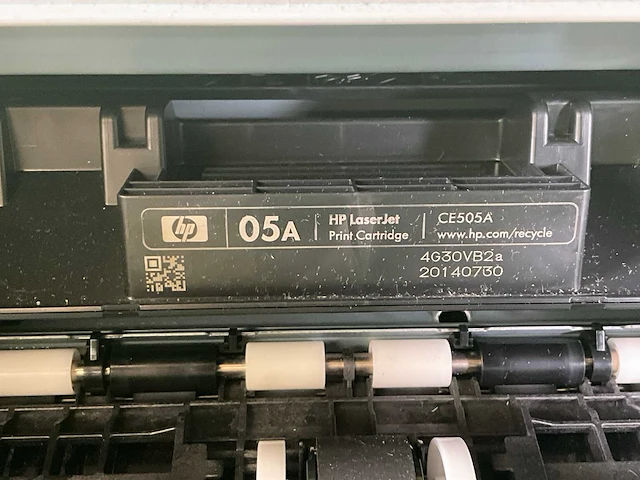 hp 05A HP LaserJet CE505A
Print Cartridge www.hp.com/recycle
4G30VB2a
20140730